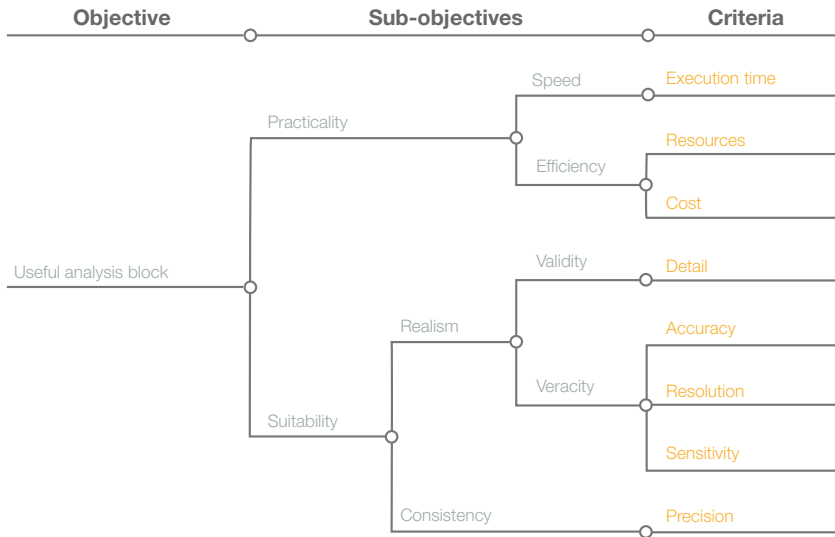 Objective
Sub-objectives
Criteria
Speed
Execution time
Practicality
Resources
Efficiency
Cost
Useful analysis block
Validity
Detail
Realism
Accuracy
Veracity
Resolution
Suitability
Sensitivity
Consistency
Precision